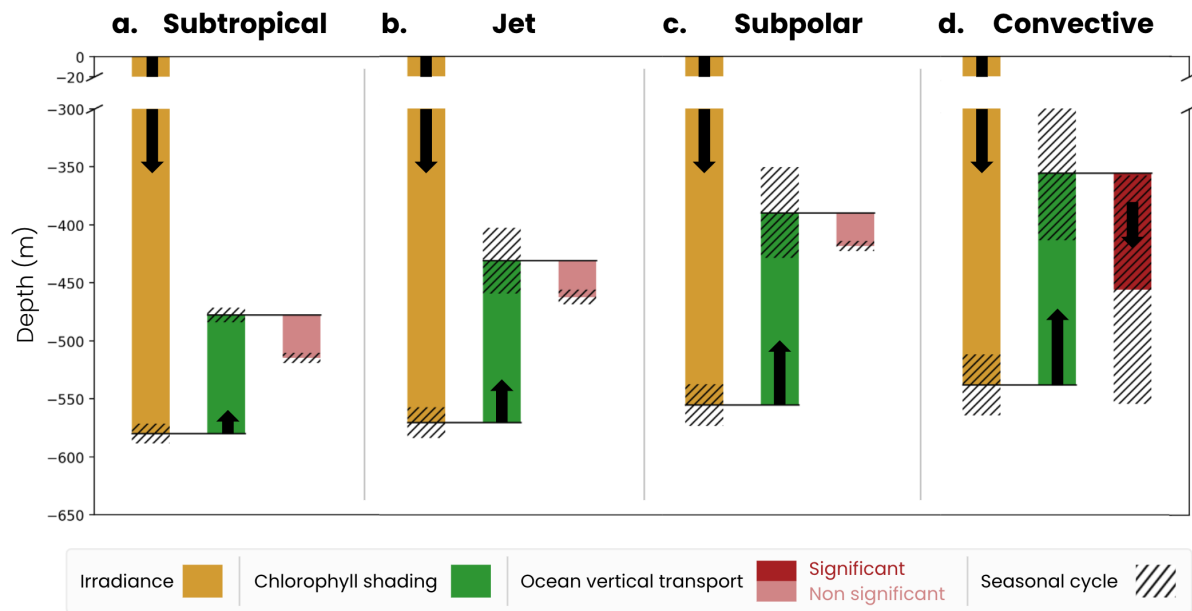 a. Subtropical
b. Jet
c. Subpolar
d. Convective
0
−20
−300
−350
−400
−450
−500
−550
−600
−650
Depth (m)
Irradiance
Chlorophyll shading
Ocean vertical transport
Significant
Non significant
Seasonal cycle